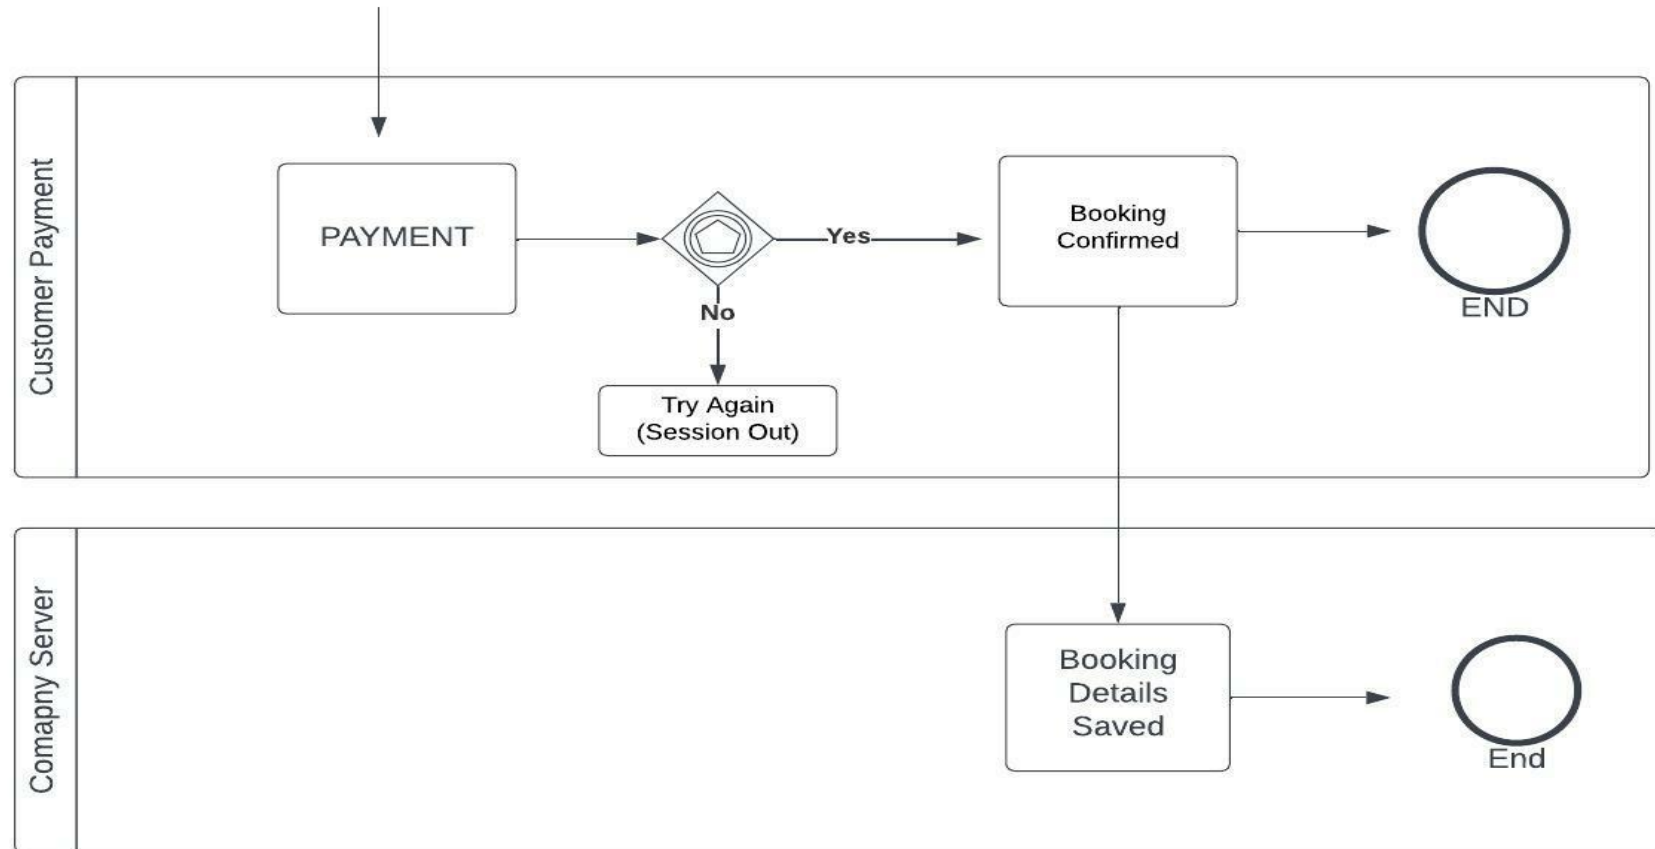 Customer Payment
PAYMENT
Yes
No
Try Again
(Session Out)
Booking
Confirmed
END
Comapny Server
Booking
Details
Saved
End